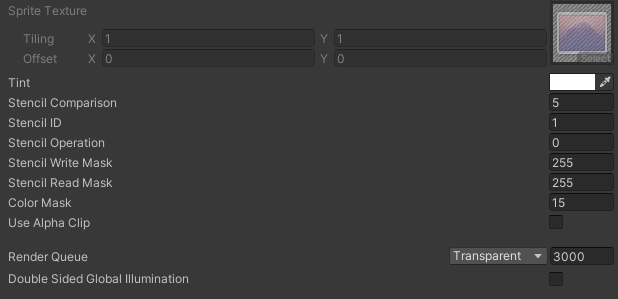 Sprite Texture
Tiling X 1 Y 1
Offset X 0 Y 0
Select
Tint
Stencil Comparison 5
Stencil ID 1
Stencil Operation 0
Stencil Write Mask 255
Stencil Read Mask 255
Color Mask 15
Use Alpha Clip
Render Queue Transparent 3000
Double Sided Global Illumination